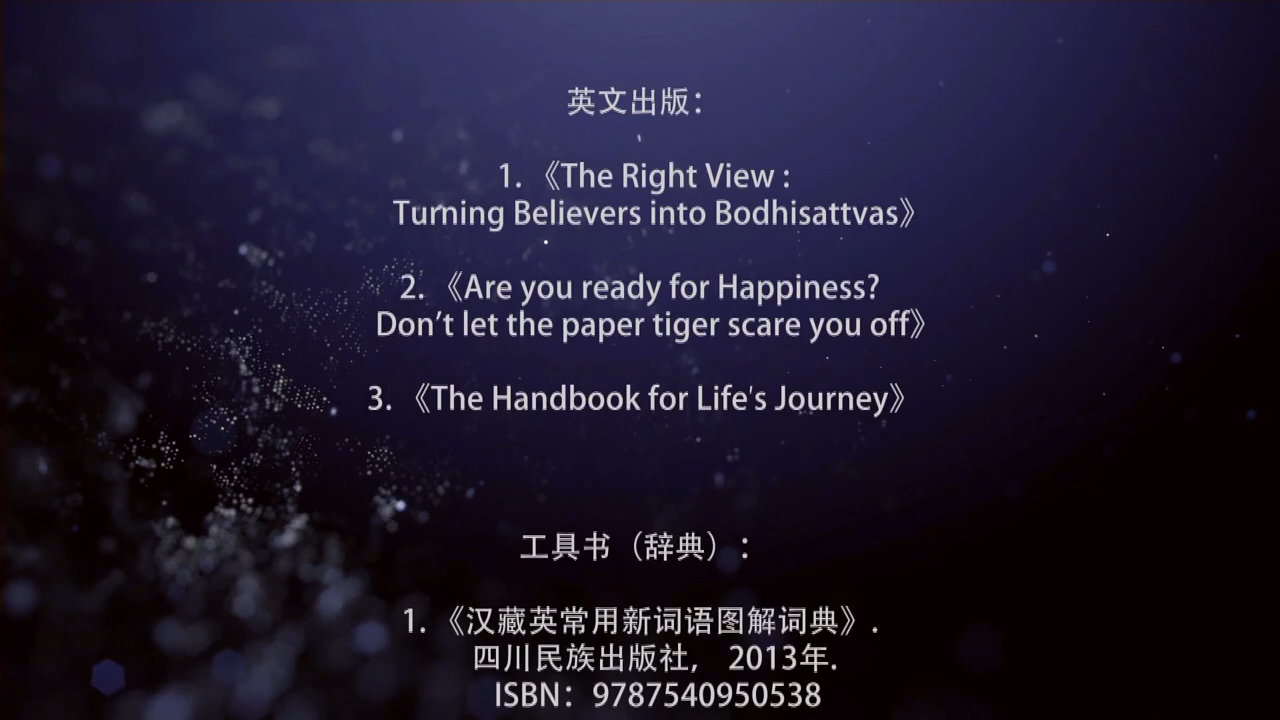 英文出版：
1. 《The Right View :
Turning Believers into Bodhisattvas》
2. 《Are you ready for Happiness?
Don’t let the paper tiger scare you off》
3. 《The Handbook for Life's Journey》
工具书（辞典）：
1. 《汉藏英常用新词语图解词典》.
四川民族出版社， 2013年.
ISBN：9787540950538